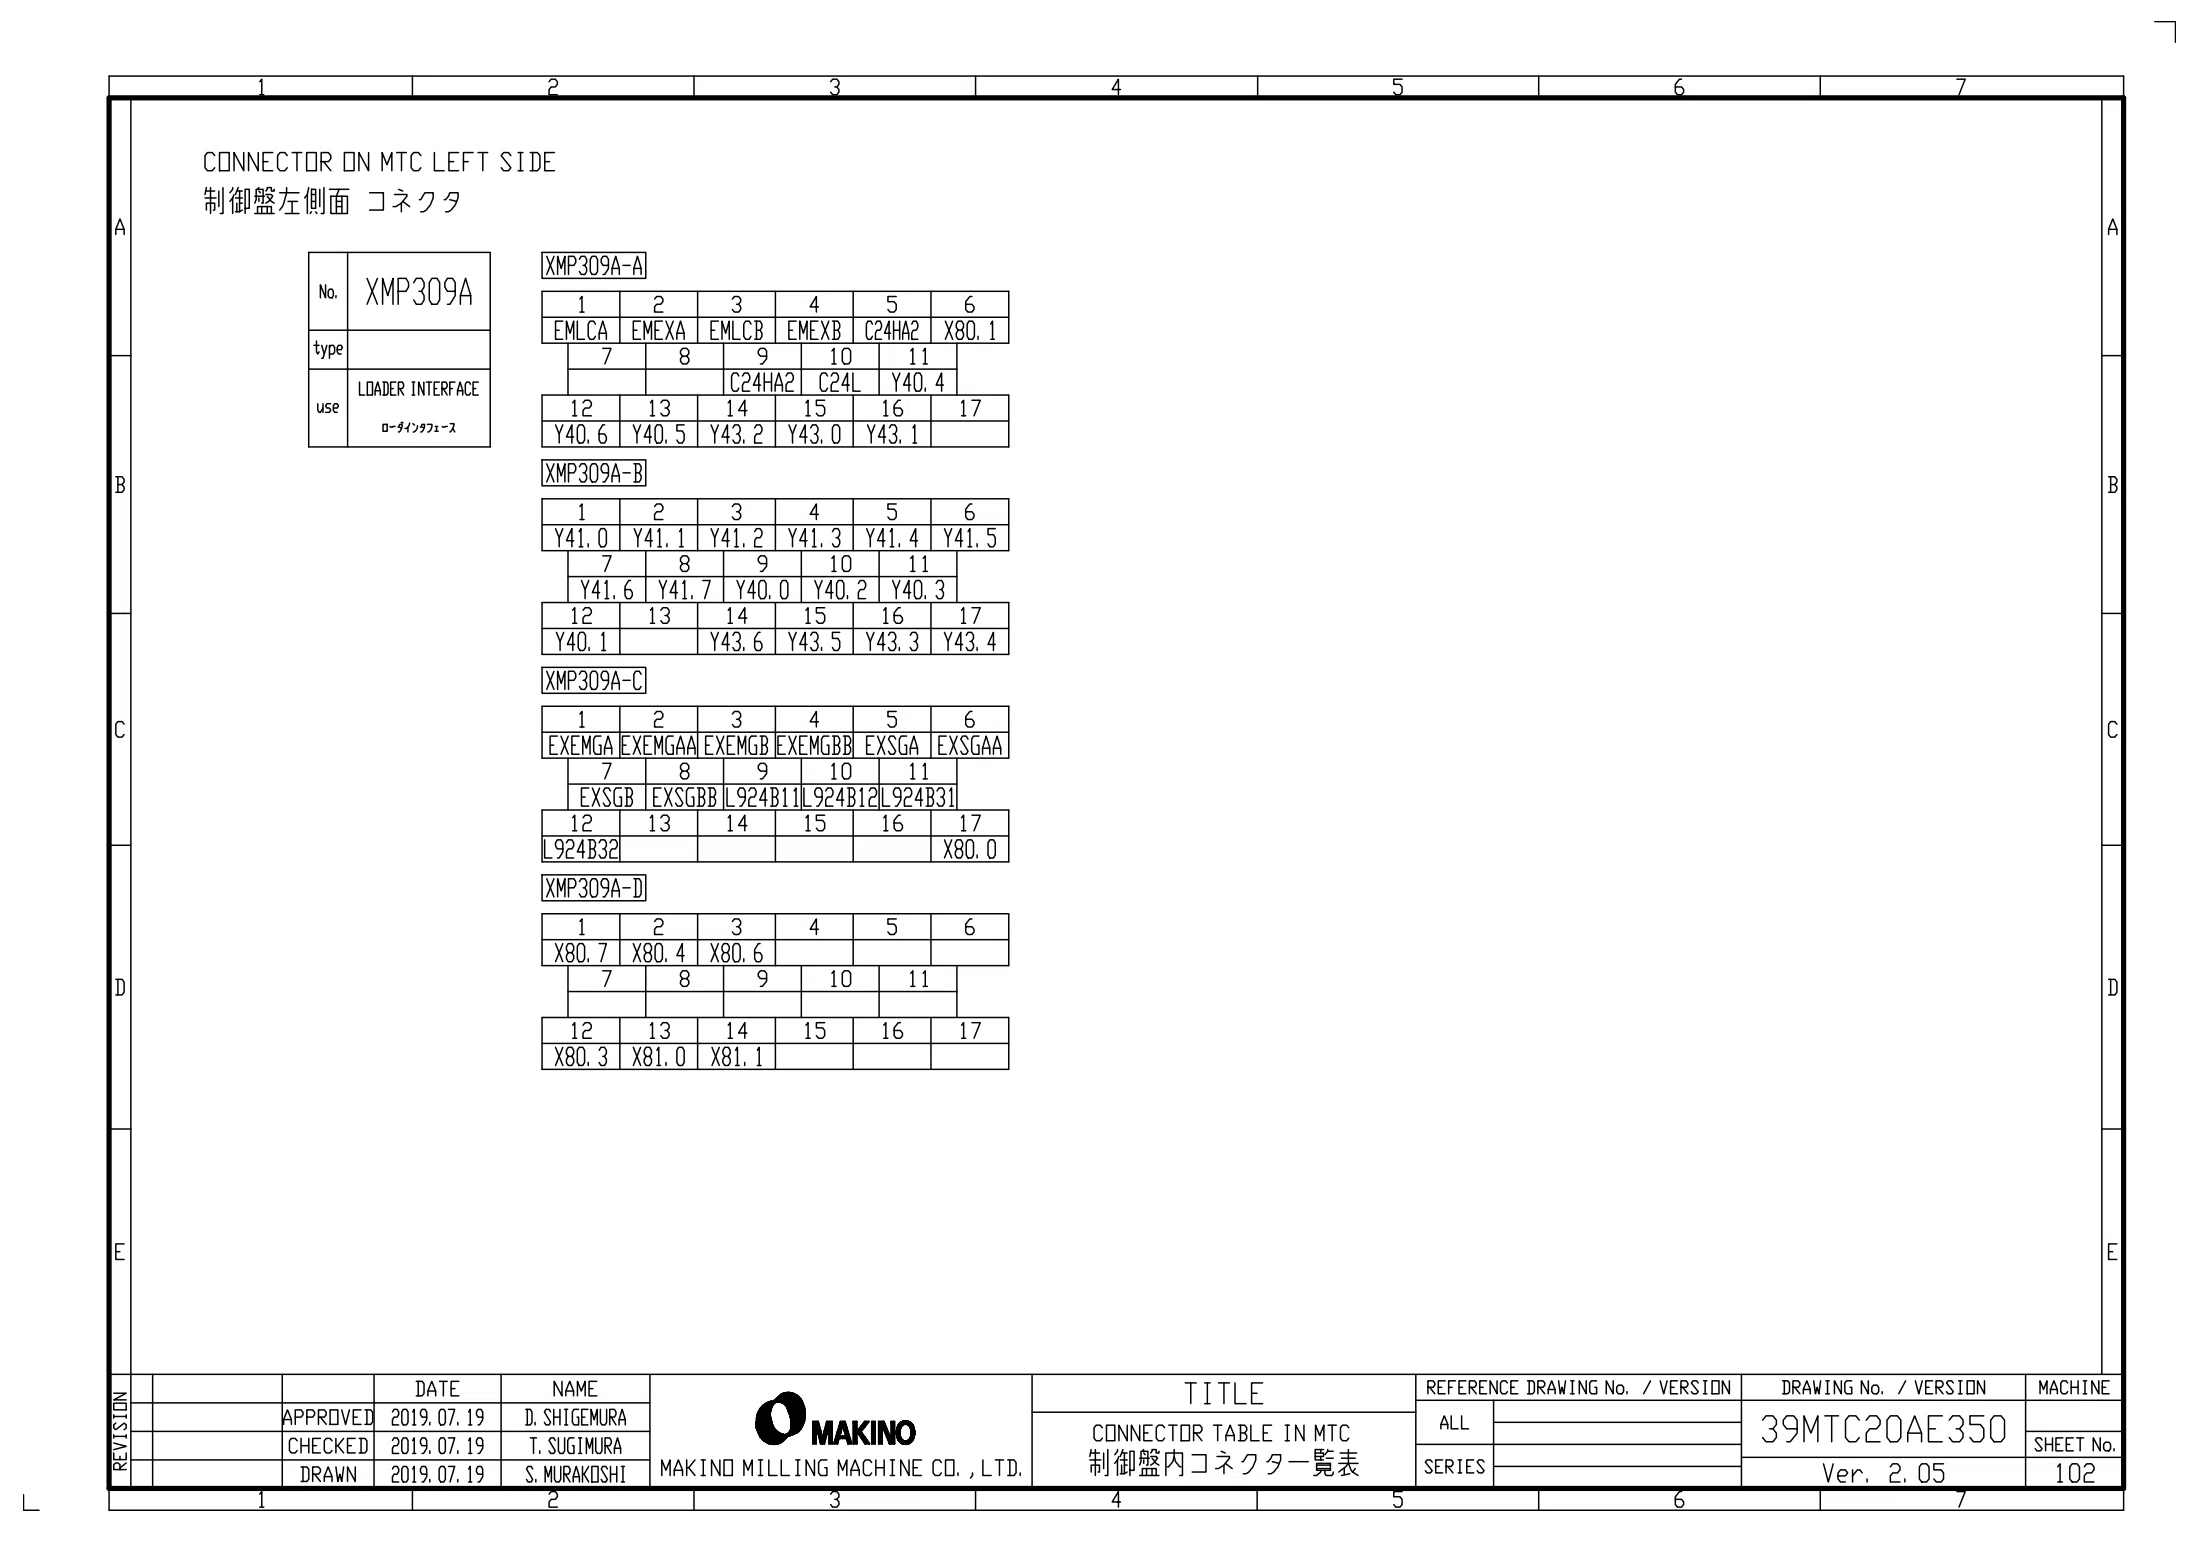 1 2 3 4 5 6 7
CONNECTOR ON MTC LEFT SIDE
制御盤左側面 コネクタ
A A
No. XMP309A
type
use LOADER INTERFACE
ローダインタフェース
XMP309A-A
1 2 3 4 5 6
EMLCA EMEXA EMLCB EMEXB C24HA2 X80.1
7 8 9 10 11
C24HA2 C24L Y40.4
12 13 14 15 16 17
Y40.6 Y40.5 Y43.2 Y43.0 Y43.1
XMP309A-B
B B
1 2 3 4 5 6
Y41.0 Y41.1 Y41.2 Y41.3 Y41.4 Y41.5
7 8 9 10 11
Y41.6 Y41.7 Y40.0 Y40.2 Y40.3
12 13 14 15 16 17
Y40.1 Y43.6 Y43.5 Y43.3 Y43.4
XMP309A-C
C C
1 2 3 4 5 6
EXEMGA EXEMGAA EXEMGB EXEMGBB EXSGA EXSGAA
7 8 9 10 11
EXSGB EXSGBB L924B11 L924B12 L924B31
12 13 14 15 16 17
L924B32 X80.0
XMP309A-D
1 2 3 4 5 6
X80.7 X80.4 X80.6
7 8 9 10 11
D D
12 13 14 15 16 17
X80.3 X81.0 X81.1
E E
REVISION
DATE NAME
APPROVED 2019.07.19 D. SHIGEMURA
CHECKED 2019.07.19 T. SUGIMURA
DRAWN 2019.07.19 S. MURAKOSHI
MAKINO
MAKINO MILLING MACHINE CO.,LTD.
TITLE
CONNECTOR TABLE IN MTC
制御盤内コネクタ一覧表
REFERENCE DRAWING No. / VERSION
ALL
SERIES
DRAWING No. / VERSION
39MTC20AE350
Ver. 2.05
MACHINE
SHEET No.
102
1 2 3 4 5 6 7